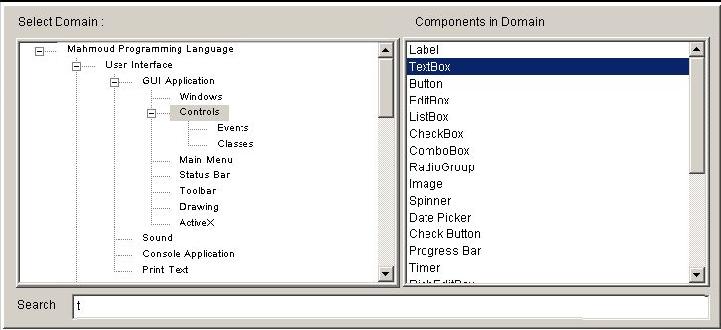 Select Domain :
Mahmoud Programming Language
User Interface
GUI Application
Windows
Controls
Events
Classes
Main Menu
Status Bar
Toolbar
Drawing
ActiveX
Sound
Console Application
Print Text
Components in Domain
Label
TextBox
Button
EditBox
ListBox
CheckBox
ComboBox
RadioGroup
Image
Spinner
Date Picker
Check Button
Progress Bar
Timer
RichEditBox
Search
t